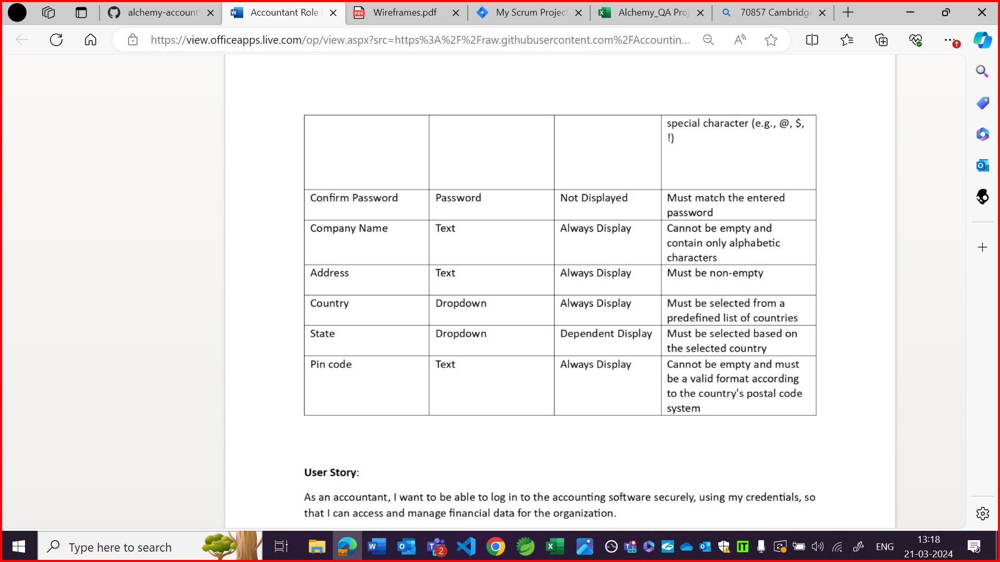 alchemy-accounti
Accountant Role
Wireframes.pdf
My Scrum Project
Alchemy_QA Proj
70857 Cambridge
https://view.officeapps.live.com/op/view.aspx?src=https%3A%2F%2Fraw.githubusercontent.com%2FAccountin...
special character (e.g., @, $,
!)
Confirm Password
Password
Not Displayed
Must match the entered
password
Company Name
Text
Always Display
Cannot be empty and
contain only alphabetic
characters
Address
Text
Always Display
Must be non-empty
Country
Dropdown
Always Display
Must be selected from a
predefined list of countries
State
Dropdown
Dependent Display
Must be selected based on
the selected country
Pin code
Text
Always Display
Cannot be empty and must
be a valid format according
to the country's postal code
system
User Story:
As an accountant, I want to be able to log in to the accounting software securely, using my credentials, so
that I can access and manage financial data for the organization.
Type here to search
2
ENG
13:18
21-03-2024